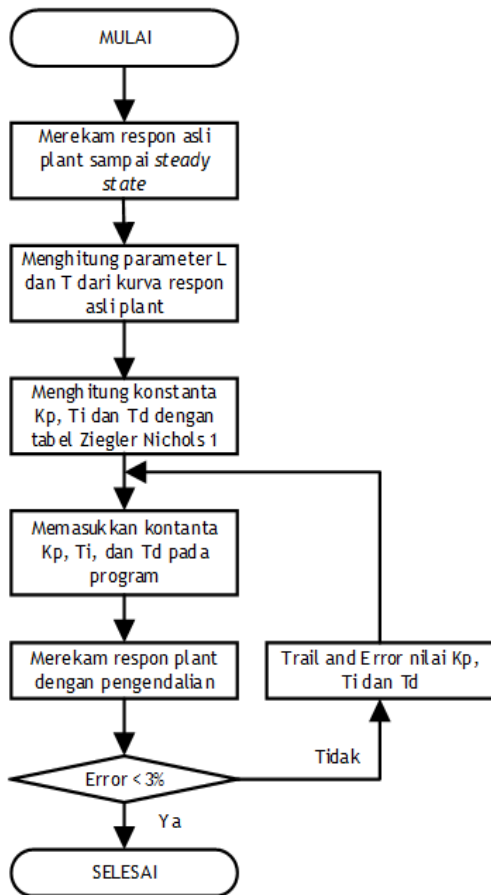 MULAI
Merekam respon asli
plant sampai steady
state
Menghitung parameter L
dan T dari kurva respon
asli plant
Menghitung konstanta
Kp, Ti dan Td dengan
tabel Ziegler Nichols 1
Memasukkan kontanta
Kp, Ti, dan Td pada
program
Merekam respon plant
dengan pengendalian
Trail and Error nilai Kp,
Ti dan Td
Error < 3%
Tidak
Ya
SELESAI